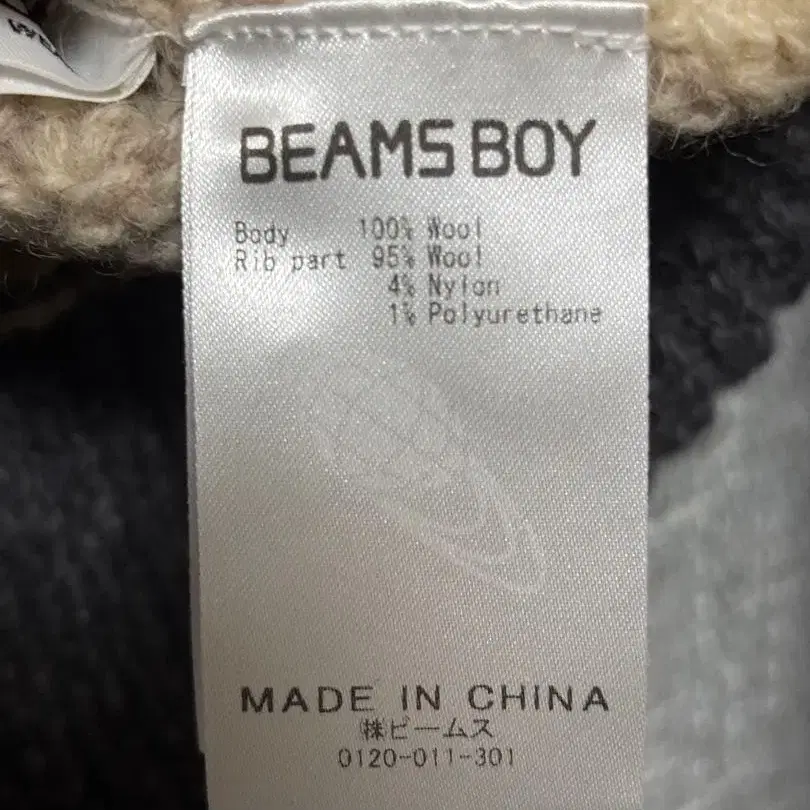 BEAMS BOY
Body 100% Wool
Rib part 95% Wool
4% Nylon
1% Polyurethane
MADE IN CHINA
㈱ビームス
0120-011-301